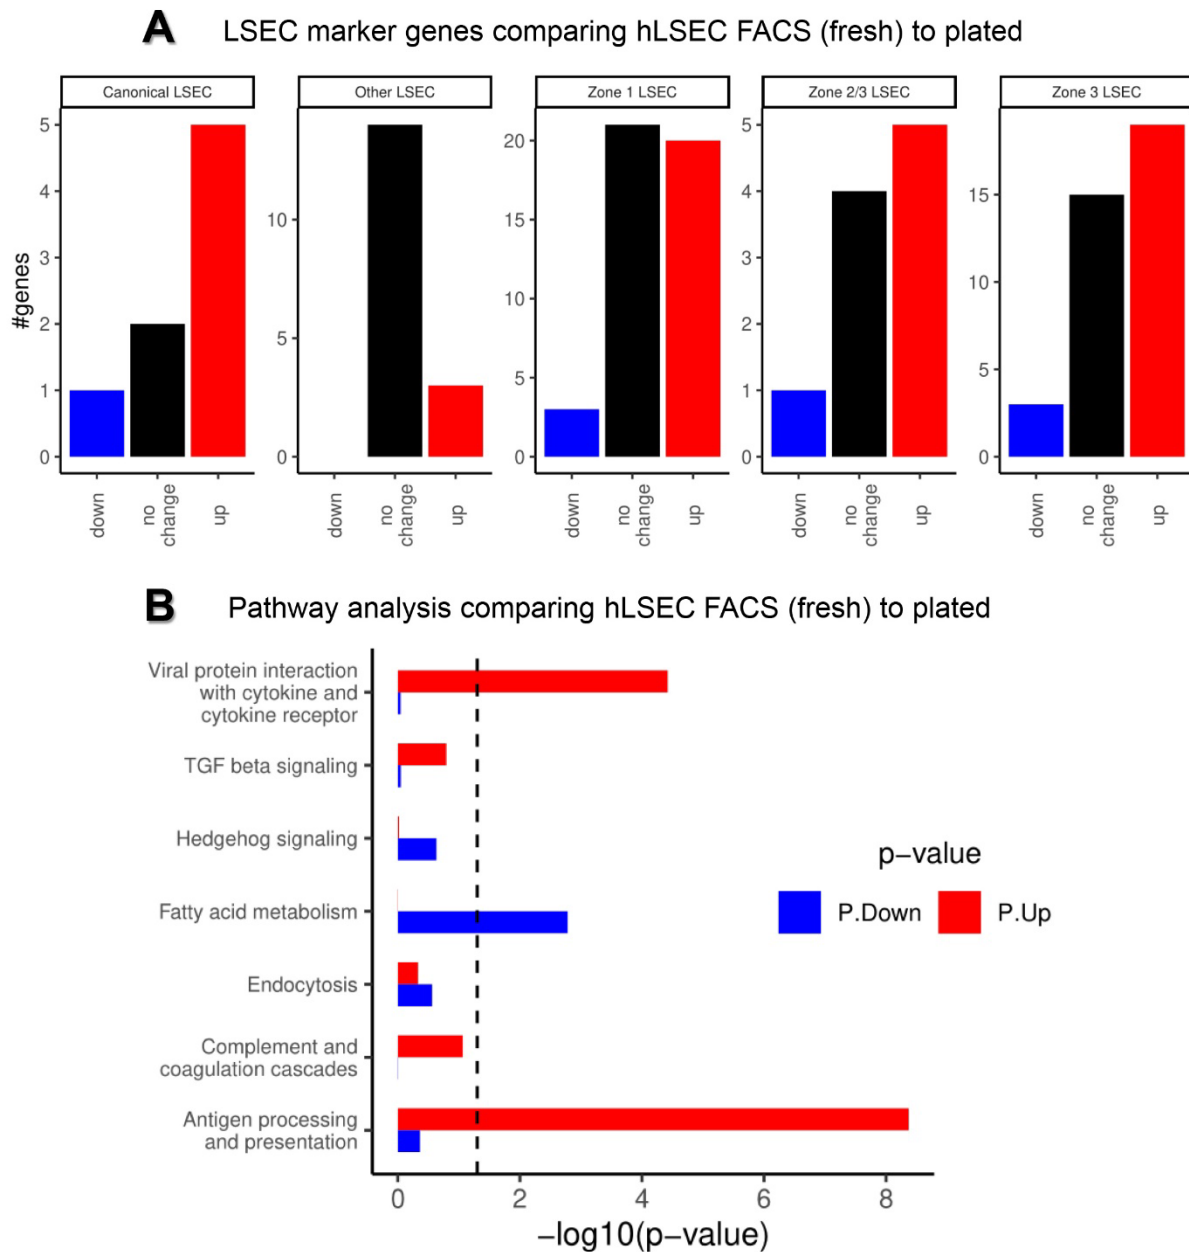 A LSEC marker genes comparing hLSEC FACS (fresh) to plated
Canonical LSEC
Other LSEC
Zone 1 LSEC
Zone 2/3 LSEC
Zone 3 LSEC
#genes
5
4
3
2
1
0
10
5
0
20
15
10
5
0
5
4
3
2
1
0
15
10
5
0
down
no
change
up
down
no
change
up
down
no
change
up
down
no
change
up
down
no
change
up
B Pathway analysis comparing hLSEC FACS (fresh) to plated
Viral protein interaction
with cytokine and
cytokine receptor
TGF beta signaling
Hedgehog signaling
Fatty acid metabolism
Endocytosis
Complement and
coagulation cascades
Antigen processing
and presentation
p-value
P.Down P.Up
0 2 4 6 8
-log10(p-value)